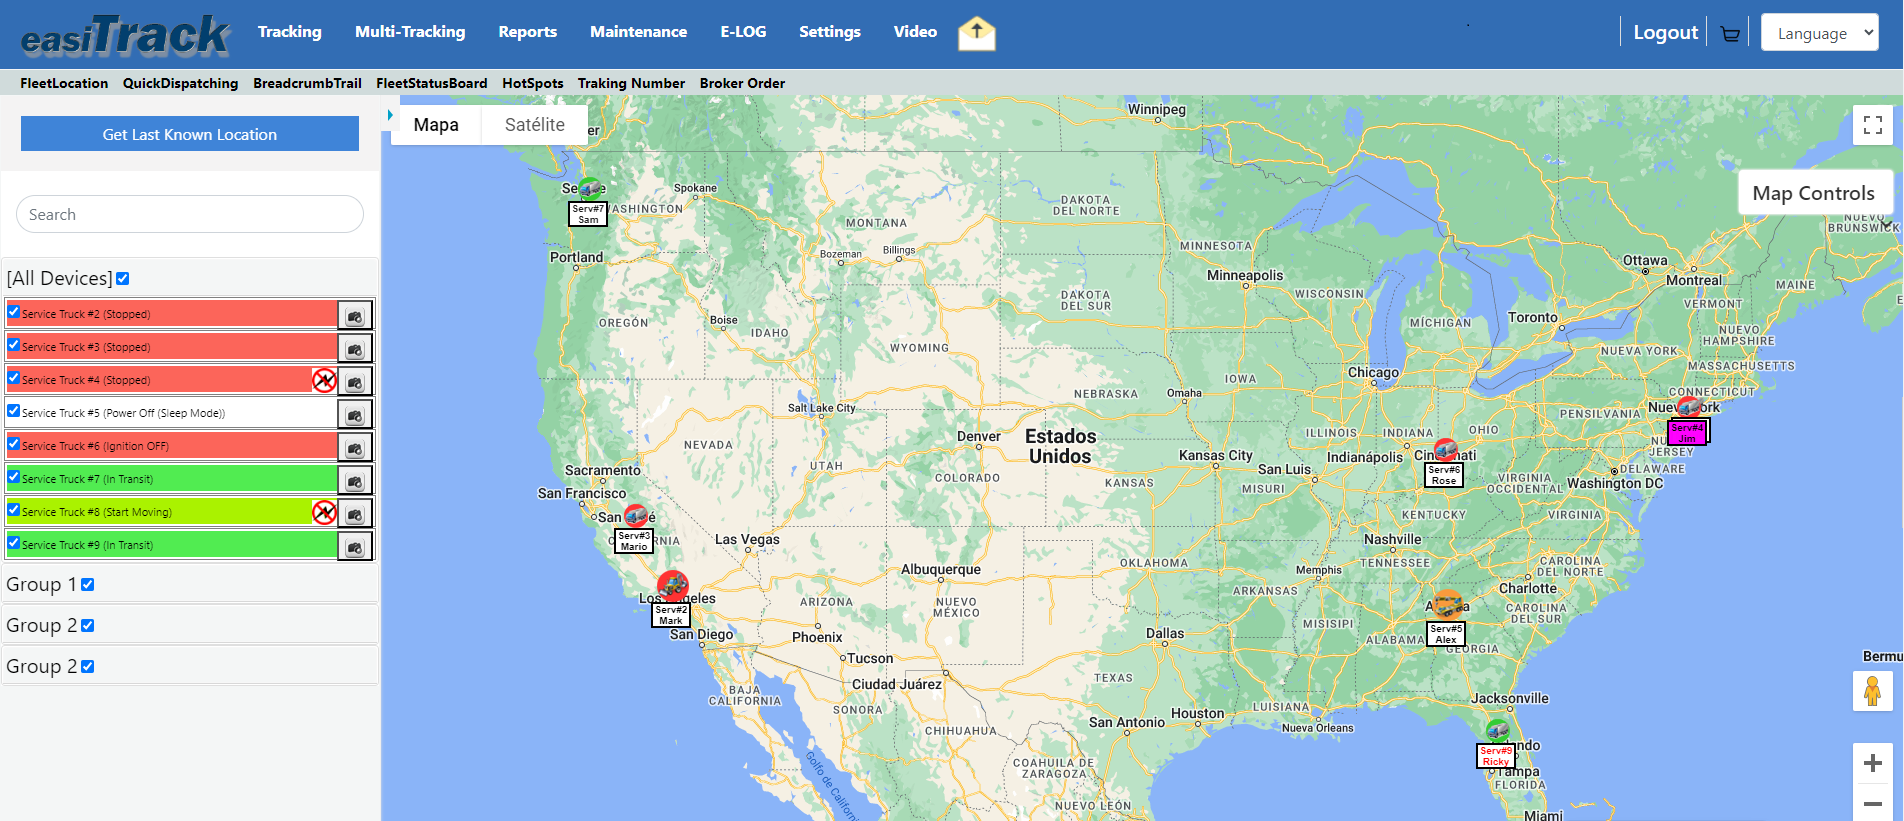 easiTrack
Tracking Multi-Tracking Reports Maintenance E-LOG Settings Video
Logout Language
FleetLocation QuickDispatching BreadcrumbTrail FleetStatusBoard HotSpots Traking Number Broker Order
Get Last Known Location
Search
[All Devices]
Service Truck #2 (Stopped)
Service Truck #3 (Stopped)
Service Truck #4 (Stopped)
Service Truck #5 (Power Off (Sleep Mode))
Service Truck #6 (Ignition OFF)
Service Truck #7 (In Transit)
Service Truck #8 (Start Moving)
Service Truck #9 (In Transit)
Group 1
Group 2
Group 2
Mapa Satélite
Map Controls
Winnipeg
Spokane
Serv#7
Sam
WASHINGTON
MONTANA
DAKOTA
DEL NORTE
NUEVO
BRUNSWICK
Portland
Bozeman
Billings
MINNESOTA
Ottawa
Montreal
Minneapolis
MAINE
DAKOTA
DEL SUR
WISCONSIN
VERMONT
OREGÓN
Boise
IDAHO
MÍCHIGAN
Toronto
NUEVO
HAMPSHIRE
WYOMING
NUEVA YORK
MASSACHUSETTS
Chicago
IOWA
NEBRASKA
Omaha
CONNECTICUT
Salt Lake City
PENSILVANIA
Serv#4
Jim
NUEVA
JERSEY
NEVADA
Denver
Estados
Unidos
ILLINOIS
INDIANA
OHIO
Indianápolis
Kansas City
San Luis
Serv#6
Rose
DELAWARE
Washington DC
Sacramento
UTAH
COLORADO
KANSAS
MISURI
VIRGINIA
OCCIDENTAL
San Francisco
KENTUCKY
VIRGINIA
Serv#3
Mario
Las Vegas
Nashville
TENNESSEE
Albuquerque
OKLAHOMA
Memphis
CAROLINA
DEL NORTE
ARKANSAS
Charlotte
Los Angeles
Serv#2
Mark
ARIZONA
NUEVO
MÉXICO
CAROLINA
DEL SUR
San Diego
Phoenix
Dallas
MISISIPI
ALABAMA
Serv#5
Alex
GEORGIA
Tucson
Bermu
Ciudad Juárez
TEXAS
BAJA
CALIFORNIA
SONORA
Jacksonville
San Antonio
Houston
LUISIANA
Nueva Orleans
CHIHUAHUA
Serv#9
Ricky
Golfo de California
COAHUILA DE
ZARAGOZA
Tampa
FLORIDA
NUEVO LEÓN
Miami